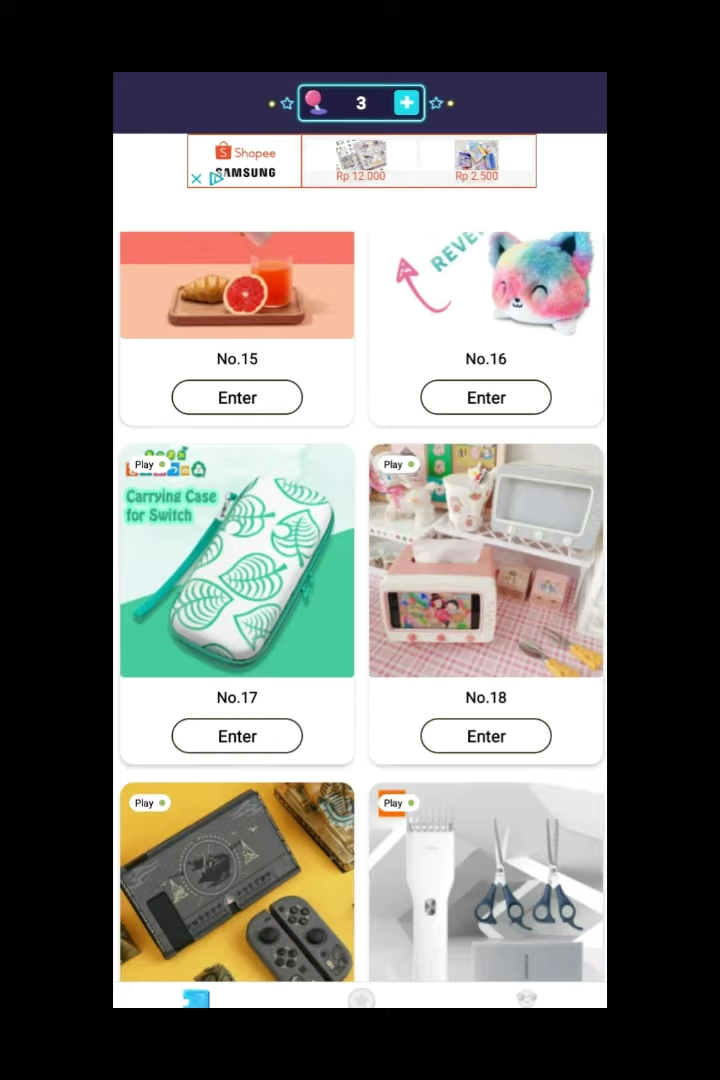 3
Shopee
SAMSUNG
Rp 12.000
Rp 2.500
No.15
No.16
Enter
Enter
Play
Carrying Case
for Switch
Play
No.17
No.18
Enter
Enter
Play
Play